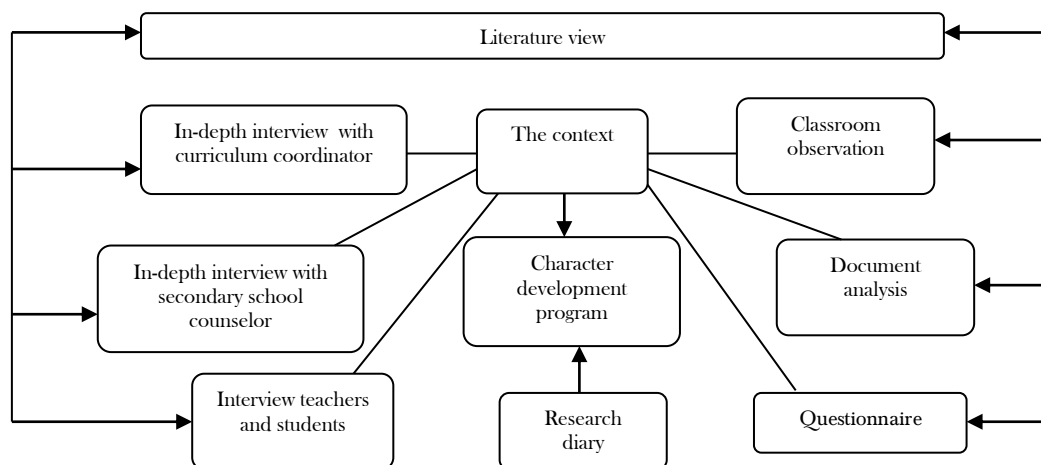 Literature view
In-depth interview with
curriculum coordinator
The context
Classroom
observation
In-depth interview with
secondary school
counselor
Character
development
program
Document
analysis
Interview teachers
and students
Research
diary
Questionnaire